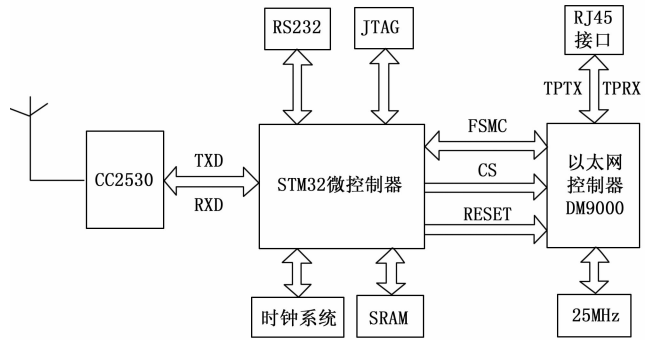 RS232
JTAG
RJ45
接口
TPTX
TPRX
CC2530
TXD
RXD
STM32微控制器
FSMC
CS
RESET
以太网
控制器
DM9000
时钟系统
SRAM
25MHz